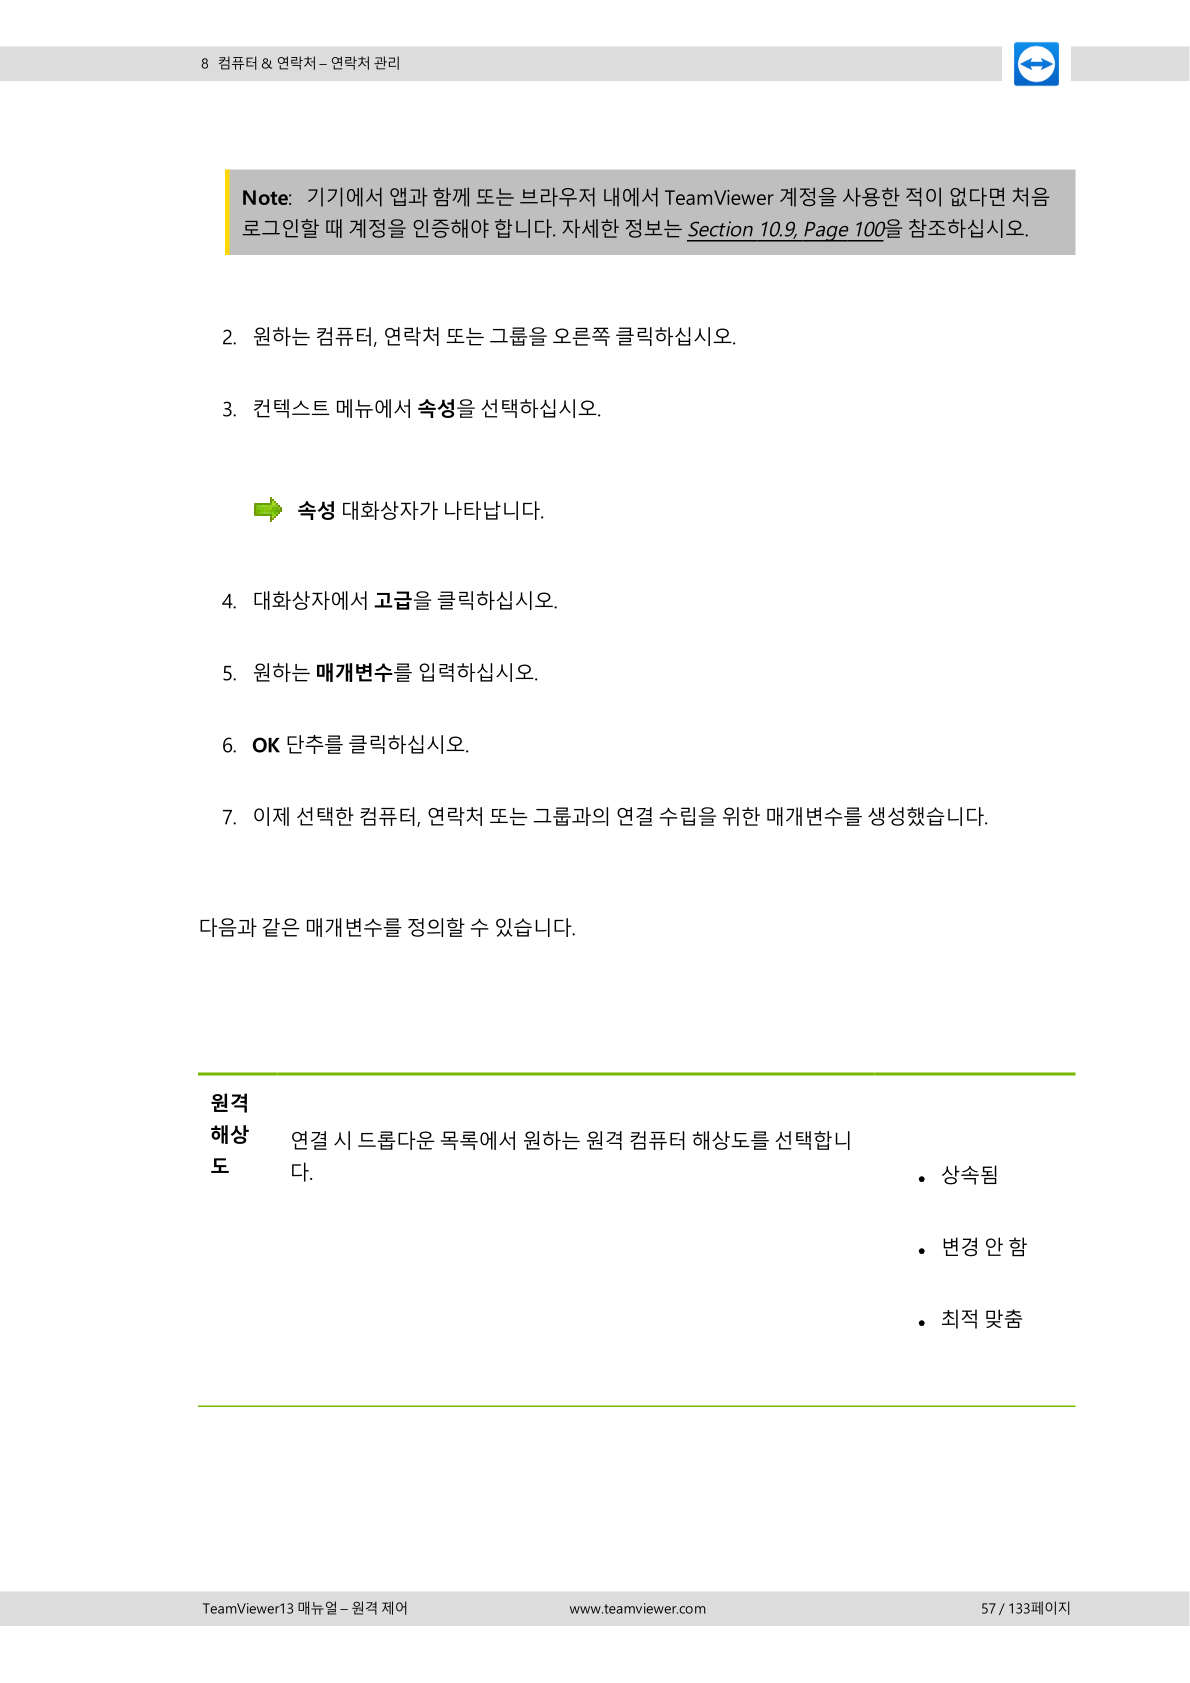 8 컴퓨터 & 연락처 – 연락처 관리
Note: 기기에서 앱과 함께 또는 브라우저 내에서 TeamViewer 계정을 사용한 적이 없다면 처음
로그인할 때 계정을 인증해야 합니다. 자세한 정보는 Section 10.9, Page 100을 참조하십시오.
2. 원하는 컴퓨터, 연락처 또는 그룹을 오른쪽 클릭하십시오.
3. 컨텍스트 메뉴에서 속성을 선택하십시오.
속성 대화상자가 나타납니다.
4. 대화상자에서 고급을 클릭하십시오.
5. 원하는 매개변수를 입력하십시오.
6. OK 단추를 클릭하십시오.
7. 이제 선택한 컴퓨터, 연락처 또는 그룹과의 연결 수립을 위한 매개변수를 생성했습니다.
다음과 같은 매개변수를 정의할 수 있습니다.
원격
해상
도
연결 시 드롭다운 목록에서 원하는 원격 컴퓨터 해상도를 선택합니
다.
• 상속됨
• 변경 안 함
• 최적 맞춤
TeamViewer13 매뉴얼 – 원격 제어 www.teamviewer.com 57 / 133페이지